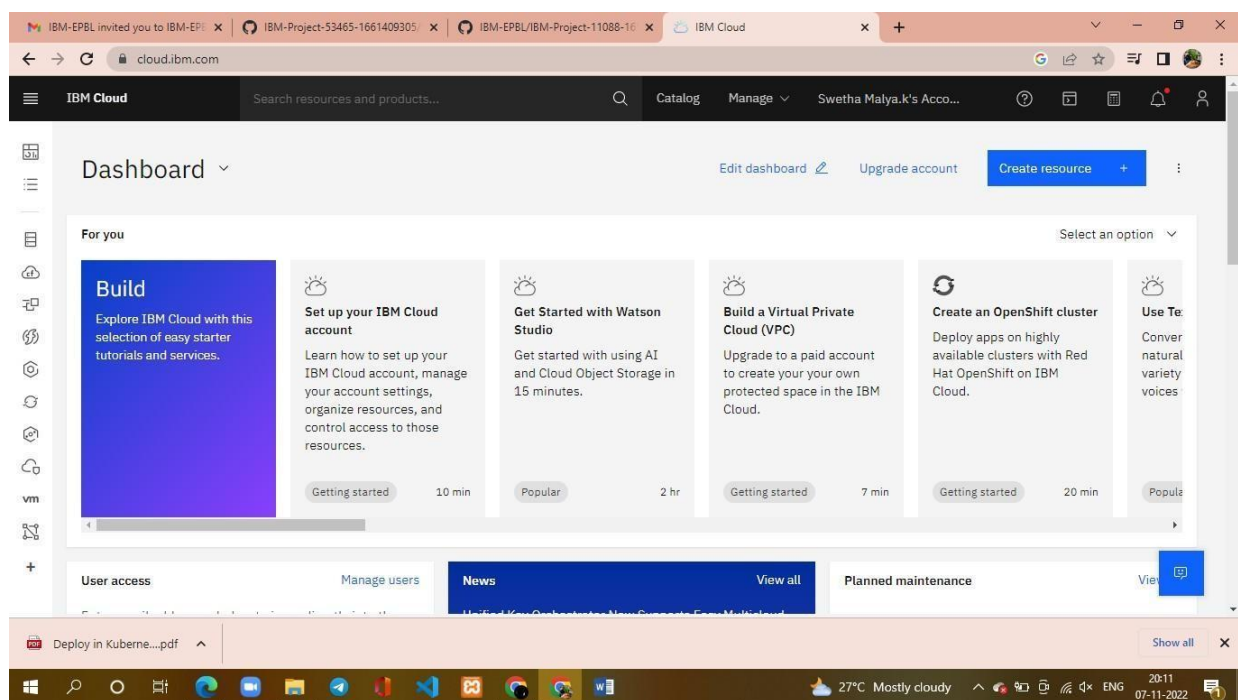 IBM-EPBL invited you to IBM-EPE
IBM-Project-53465-1661409305
IBM-EPBL/IBM-Project-11088-16
IBM Cloud
cloud.ibm.com
IBM Cloud
Search resources and products...
Catalog
Manage
Swetha Malya.k's Acco...
Dashboard
Edit dashboard
Upgrade account
Create resource +
For you
Select an option
Build
Explore IBM Cloud with this
selection of easy starter
tutorials and services.
Set up your IBM Cloud
account
Learn how to set up your
IBM Cloud account, manage
your account settings,
organize resources, and
control access to those
resources.
Getting started 10 min
Get Started with Watson
Studio
Get started with using AI
and Cloud Object Storage in
15 minutes.
Popular 2 hr
Build a Virtual Private
Cloud (VPC)
Upgrade to a paid account
to create your your own
protected space in the IBM
Cloud.
Getting started 7 min
Create an OpenShift cluster
Deploy apps on highly
available clusters with Red
Hat OpenShift on IBM
Cloud.
Getting started 20 min
Use Te
Conver
natural
variety
voices
Popula
vm
User access
Manage users
News
View all
Planned maintenance
Vie
Deploy in Kuberne....pdf
Show all
27°C Mostly cloudy
ENG
20:11
07-11-2022